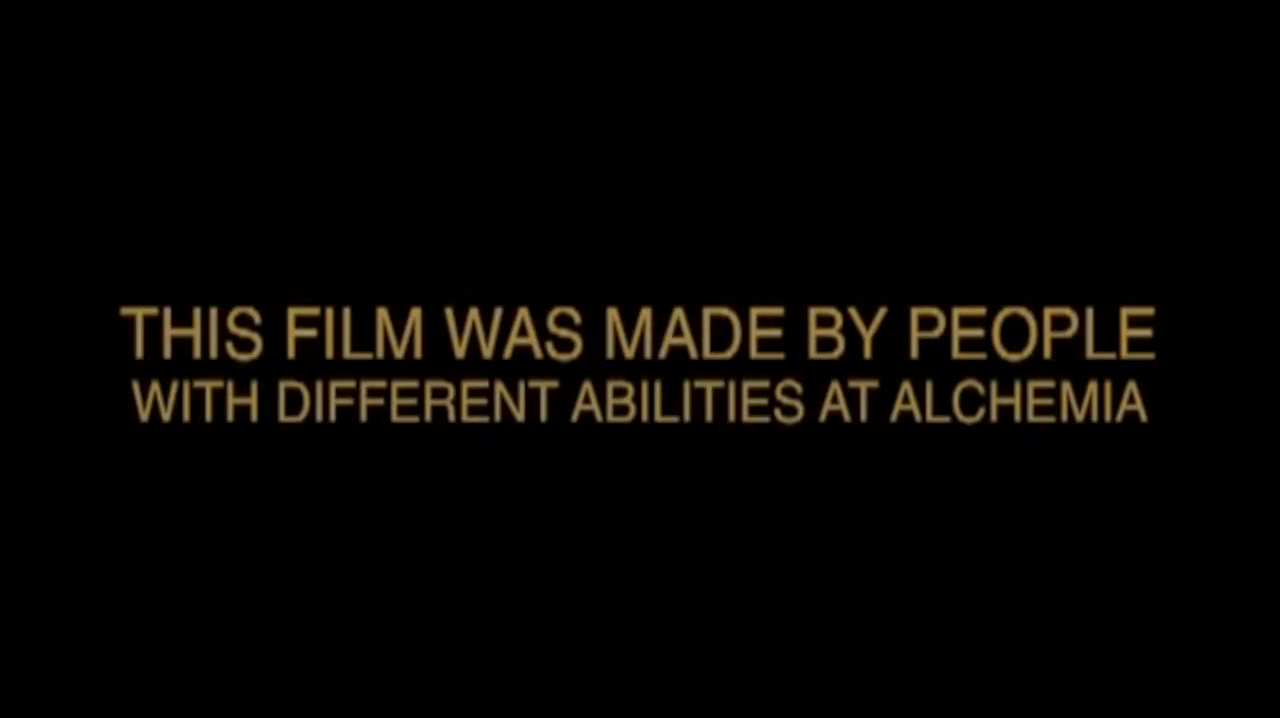 THIS FILM WAS MADE BY PEOPLE
WITH DIFFERENT ABILITIES AT ALCHEMIA